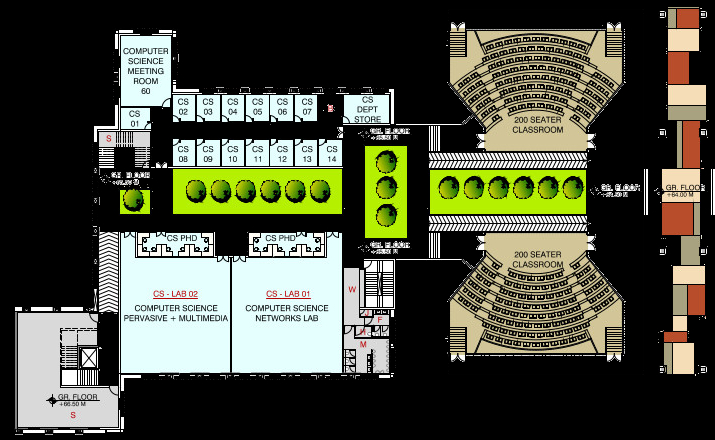 COMPUTER
SCIENCE
MEETING
ROOM
60
CS
01
CS
02
CS
03
CS
04
CS
05
CS
06
CS
07
CS
DEPT
STORE
S
CS
08
CS
09
CS
10
CS
11
CS
12
CS
13
CS
14
200 SEATER
CLASSROOM
GR. FLOOR
GR. FLOOR
GR. FLOOR
GR. FLOOR
+64.00 M
GR. FLOOR
CS PHD
CS PHD
200 SEATER
CLASSROOM
CS - LAB 02
COMPUTER SCIENCE
PERVASIVE + MULTIMEDIA
CS - LAB 01
COMPUTER SCIENCE
NETWORKS LAB
W
F
M
GR. FLOOR
+66.50 M
S